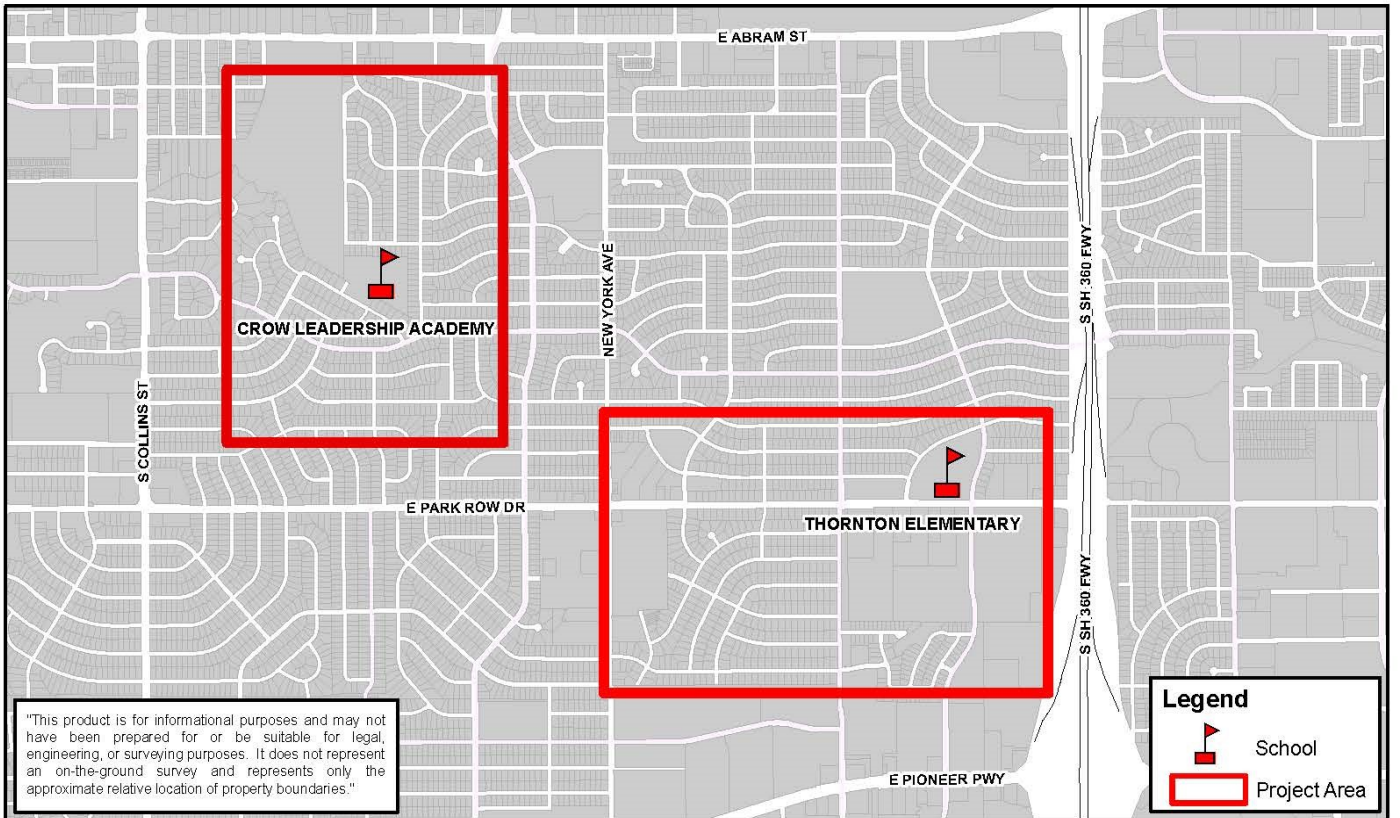 E ABRAM ST
S SH 360 FWY
NEW YORK AVE
CROW LEADERSHIP ACADEMY
S COLLINS ST
E PARK ROW DR
THORNTON ELEMENTARY
S SH 360 FWY
E PIONEER PWY
"This product is for informational purposes and may not
have been prepared for or be suitable for legal,
engineering, or surveying purposes. It does not represent
an on-the-ground survey and represents only the
approximate relative location of property boundaries."
Legend
School
Project Area